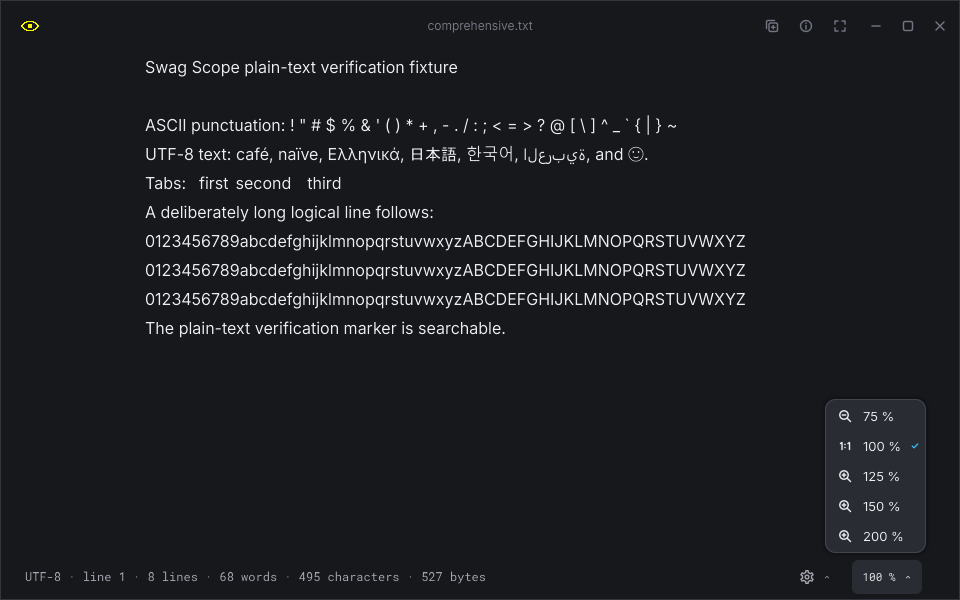 comprehensive.txt
Swag Scope plain-text verification fixture
ASCII punctuation: ! " # $ % & ' ( ) * + , - . / : ; < = > ? @ [ \ ] ^ _ ` { | } ~
UTF-8 text: café, naïve, Ελληνικά, 日本語, 한국어, العربية, and ☺.
Tabs: first second third
A deliberately long logical line follows:
0123456789abcdefghijklmnopqrstuvwxyzABCDEFGHIJKLMNOPQRSTUVWXYZ
0123456789abcdefghijklmnopqrstuvwxyzABCDEFGHIJKLMNOPQRSTUVWXYZ
0123456789abcdefghijklmnopqrstuvwxyzABCDEFGHIJKLMNOPQRSTUVWXYZ
The plain-text verification marker is searchable.
75 %
1:1 100 %
125 %
150 %
200 %
UTF-8 · line 1 · 8 lines · 68 words · 495 characters · 527 bytes
100 %